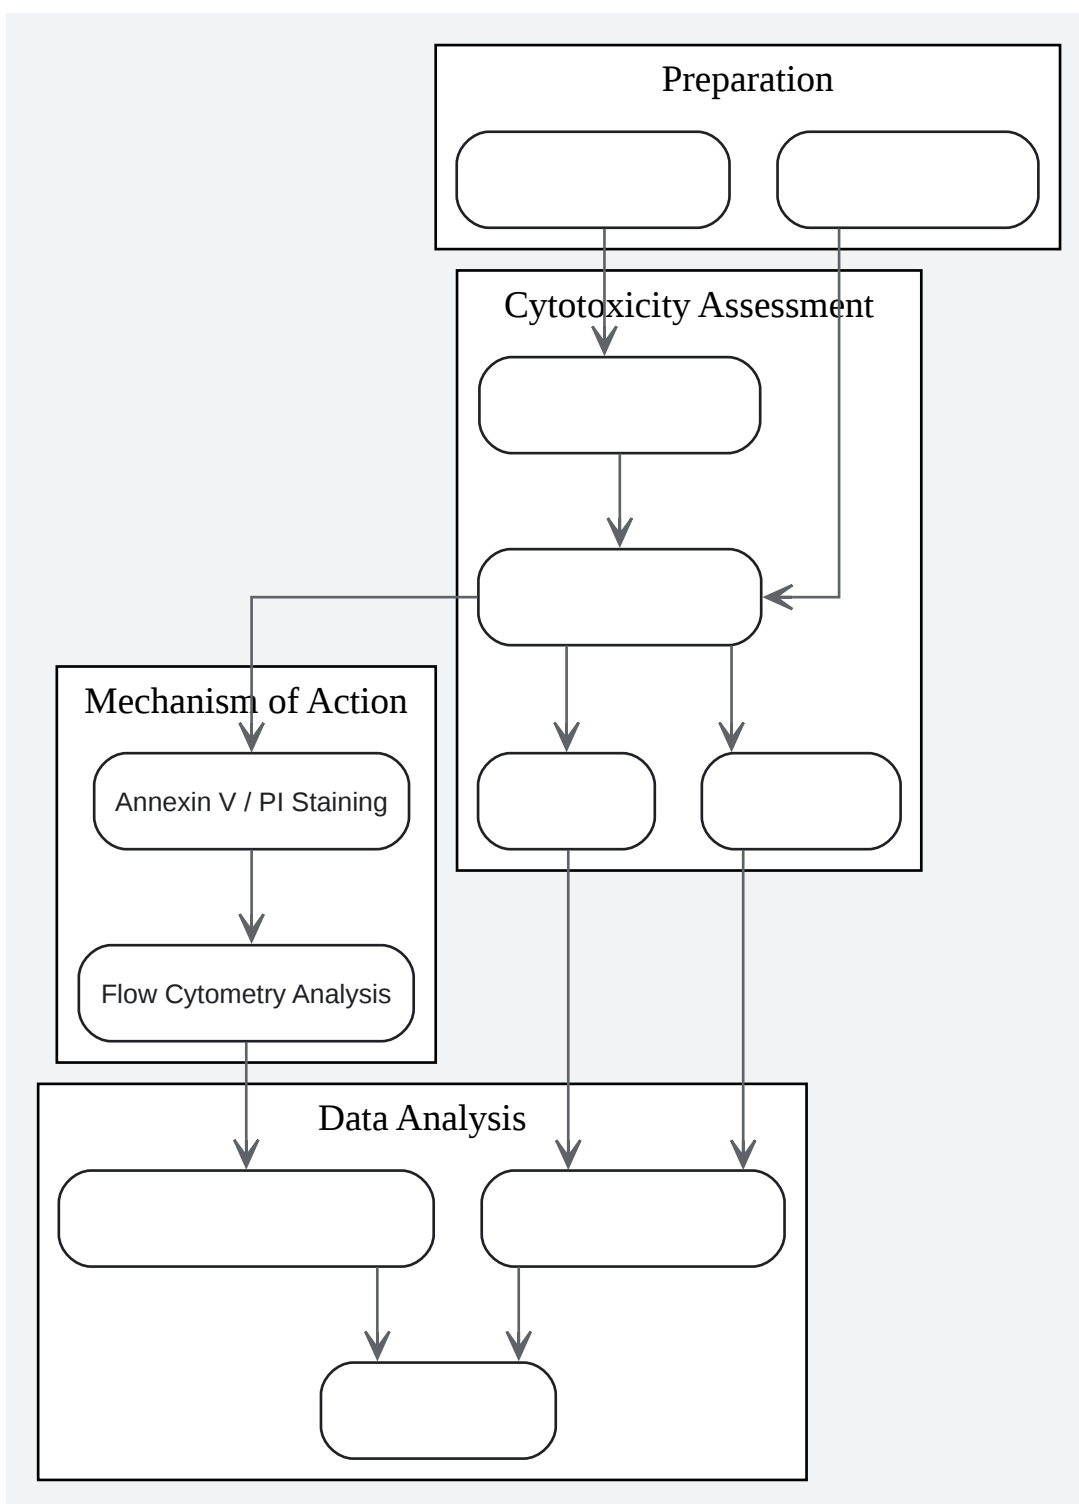 Preparation
Cytotoxicity Assessment
Mechanism of Action
Annexin V / PI Staining
Flow Cytometry Analysis
Data Analysis